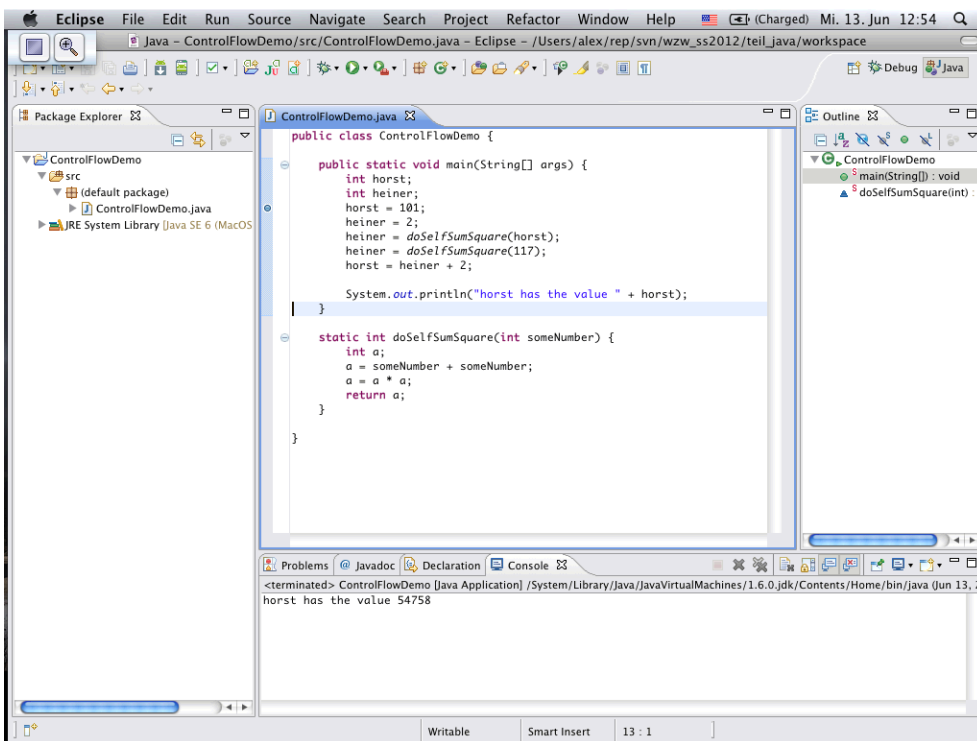 Eclipse File Edit Run Source Navigate Search Project Refactor Window Help (Charged) Mi. 13. Jun 12:54
Java – ControlFlowDemo/src/ControlFlowDemo.java – Eclipse – /Users/alex/rep/svn/wzw_ss2012/teil_java/workspace
Debug Java
Package Explorer
ControlFlowDemo
src
(default package)
ControlFlowDemo.java
JRE System Library [Java SE 6 (MacOS
ControlFlowDemo.java
public class ControlFlowDemo {
public static void main(String[] args) {
int horst;
int heiner;
horst = 101;
heiner = 2;
heiner = doSelfSumSquare(horst);
heiner = doSelfSumSquare(117);
horst = heiner + 2;
System.out.println("horst has the value " + horst);
}
static int doSelfSumSquare(int someNumber) {
int a;
a = someNumber + someNumber;
a = a * a;
return a;
}
}
Outline
ControlFlowDemo
main(String[]) : void
doSelfSumSquare(int) :
Problems @ Javadoc Declaration Console
<terminated> ControlFlowDemo [Java Application] /System/Library/Java/JavaVirtualMachines/1.6.0.jdk/Contents/Home/bin/java (Jun 13,
horst has the value 54758
Writable Smart Insert 13 : 1